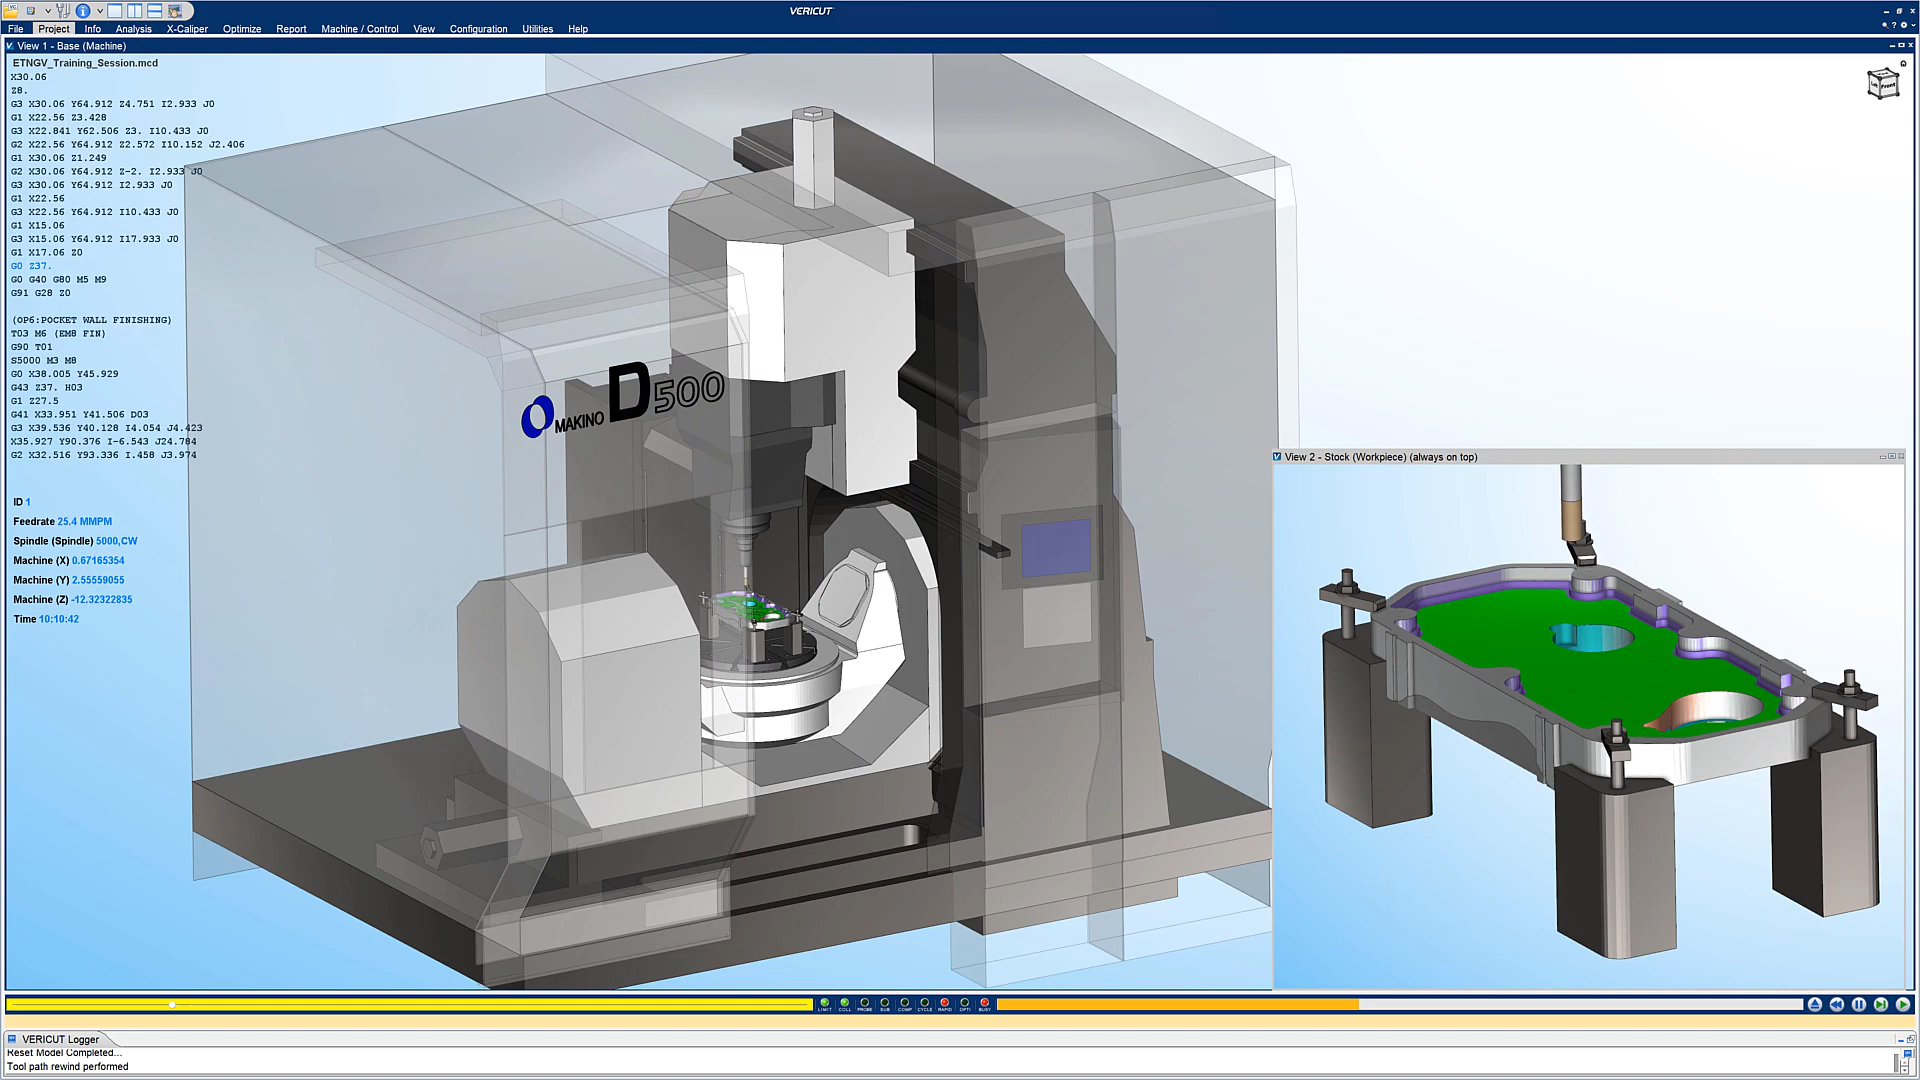 VERICUT
File Project Info Analysis X-Caliper Optimize Report Machine / Control View Configuration Utilities Help
View 1 - Base (Machine)
ETNGV_Training_Session.mcd
X30.06
Z8.
G3 X30.06 Y64.912 Z4.751 I2.933 J0
G1 X22.56 Z3.428
G3 X22.841 Y62.506 Z3. I10.433 J0
G2 X22.56 Y64.912 Z2.572 I10.152 J2.406
G1 X30.06 Z1.249
G2 X30.06 Y64.912 Z-2. I2.933 J0
G3 X30.06 Y64.912 I2.933 J0
G1 X22.56
G3 X22.56 Y64.912 I10.433 J0
G1 X15.06
G3 X15.06 Y64.912 I17.933 J0
G1 X17.06 Z0
G0 Z37.
G0 G40 G80 M5 M9
G91 G28 Z0
(OP6:POCKET WALL FINISHING)
T03 M6 (EM8 FIN)
G90 T01
S5000 M3 M8
G0 X38.005 Y45.929
G43 Z37. H03
G1 Z27.5
G41 X33.951 Y41.506 D03
G3 X39.536 Y40.128 I4.054 J4.423
X35.927 Y90.376 I-6.543 J24.784
G2 X32.516 Y93.336 I.458 J3.974
ID 1
Feedrate 25.4 MMPM
Spindle (Spindle) 5000,CW
Machine (X) 0.67165354
Machine (Y) 2.55559055
Machine (Z) -12.32322835
Time 10:10:42
MAKINO D500
Front
View 2 - Stock (Workpiece) (always on top)
LIMIT COLL PROBE SUB COMP CYCLE RAPID OPTI BUSY
VERICUT Logger
Reset Model Completed...
Tool path rewind performed